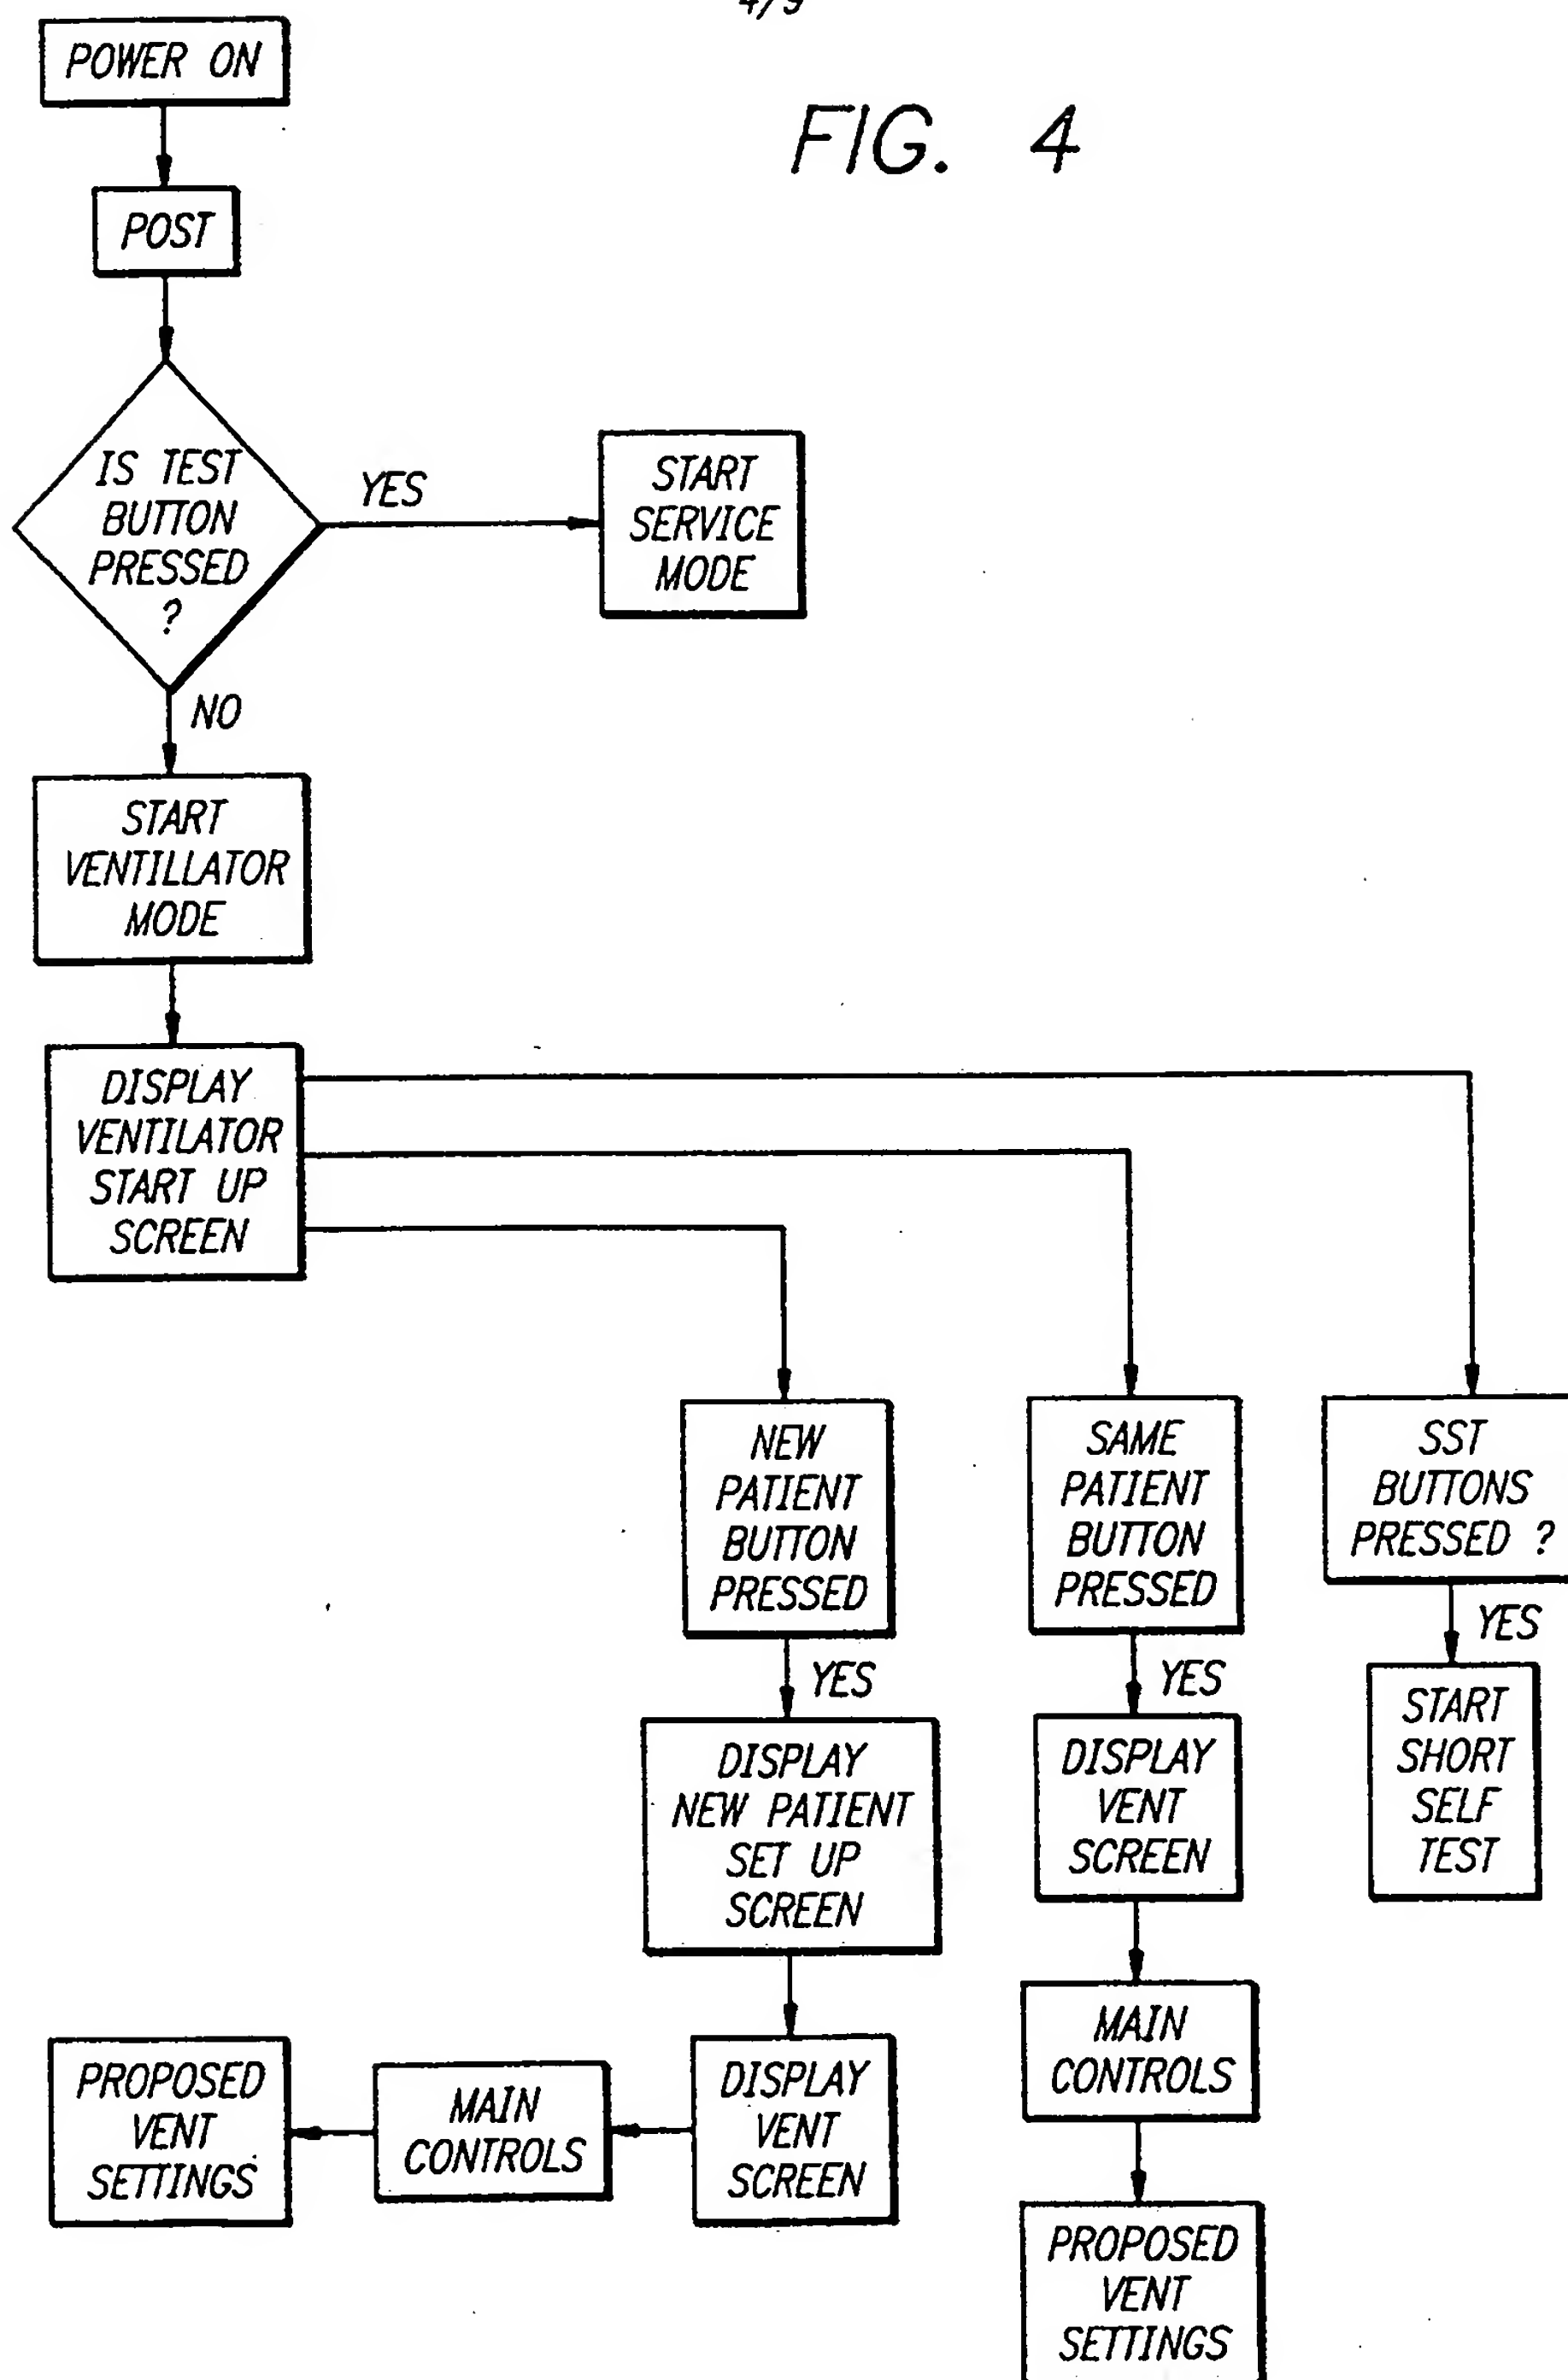 4/9
POWER ON
FIG. 4
POST
IS TEST
BUTTON
PRESSED
?
YES
START
SERVICE
MODE
NO
START
VENTILLATOR
MODE
DISPLAY
VENTILATOR
START UP
SCREEN
NEW
PATIENT
BUTTON
PRESSED
SAME
PATIENT
BUTTON
PRESSED
SST
BUTTONS
PRESSED ?
YES
YES
YES
DISPLAY
NEW PATIENT
SET UP
SCREEN
DISPLAY
VENT
SCREEN
START
SHORT
SELF
TEST
PROPOSED
VENT
SETTINGS
MAIN
CONTROLS
DISPLAY
VENT
SCREEN
MAIN
CONTROLS
PROPOSED
VENT
SETTINGS